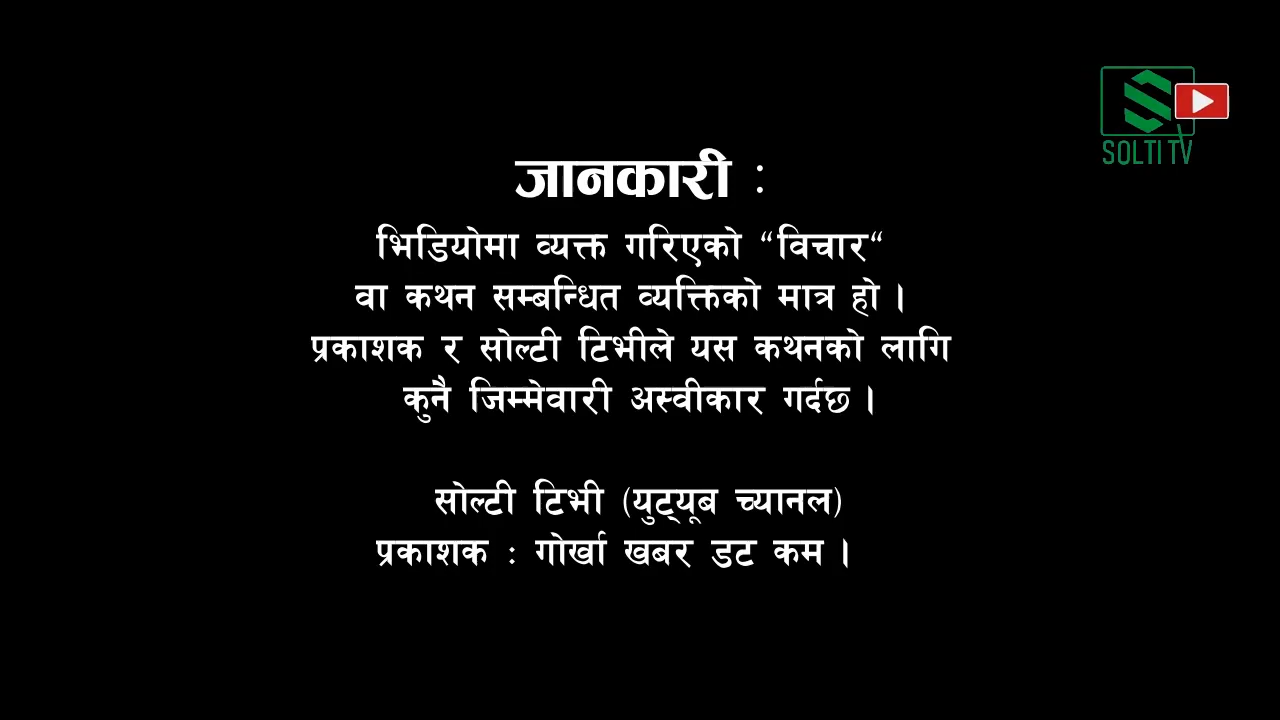 SOLTI TV
जानकारी :
भिडियोमा व्यक्त गरिएको “विचार“
वा कथन सम्बन्धित व्यक्तिको मात्र हो ।
प्रकाशक र सोल्टी टिभीले यस कथनको लागि
कुनै जिम्मेवारी अस्वीकार गर्दछ ।
सोल्टी टिभी (युट्यूब च्यानल)
प्रकाशक : गोर्खा खबर डट कम ।